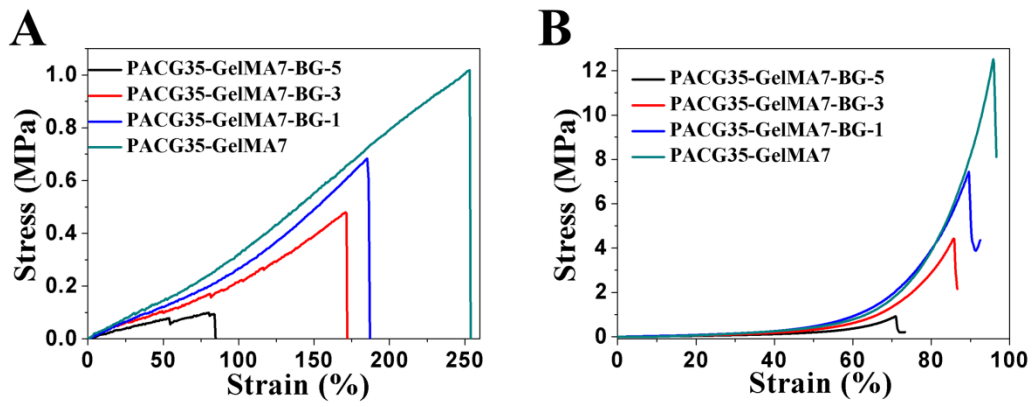 A
PACG35-GelMA7-BG-5
PACG35-GelMA7-BG-3
PACG35-GelMA7-BG-1
PACG35-GelMA7
Stress (MPa)
1.0
0.8
0.6
0.4
0.2
0.0
0 50 100 150 200 250
Strain (%)
B
PACG35-GelMA7-BG-5
PACG35-GelMA7-BG-3
PACG35-GelMA7-BG-1
PACG35-GelMA7
Stress (MPa)
12
10
8
6
4
2
0
0 20 40 60 80 100
Strain (%)